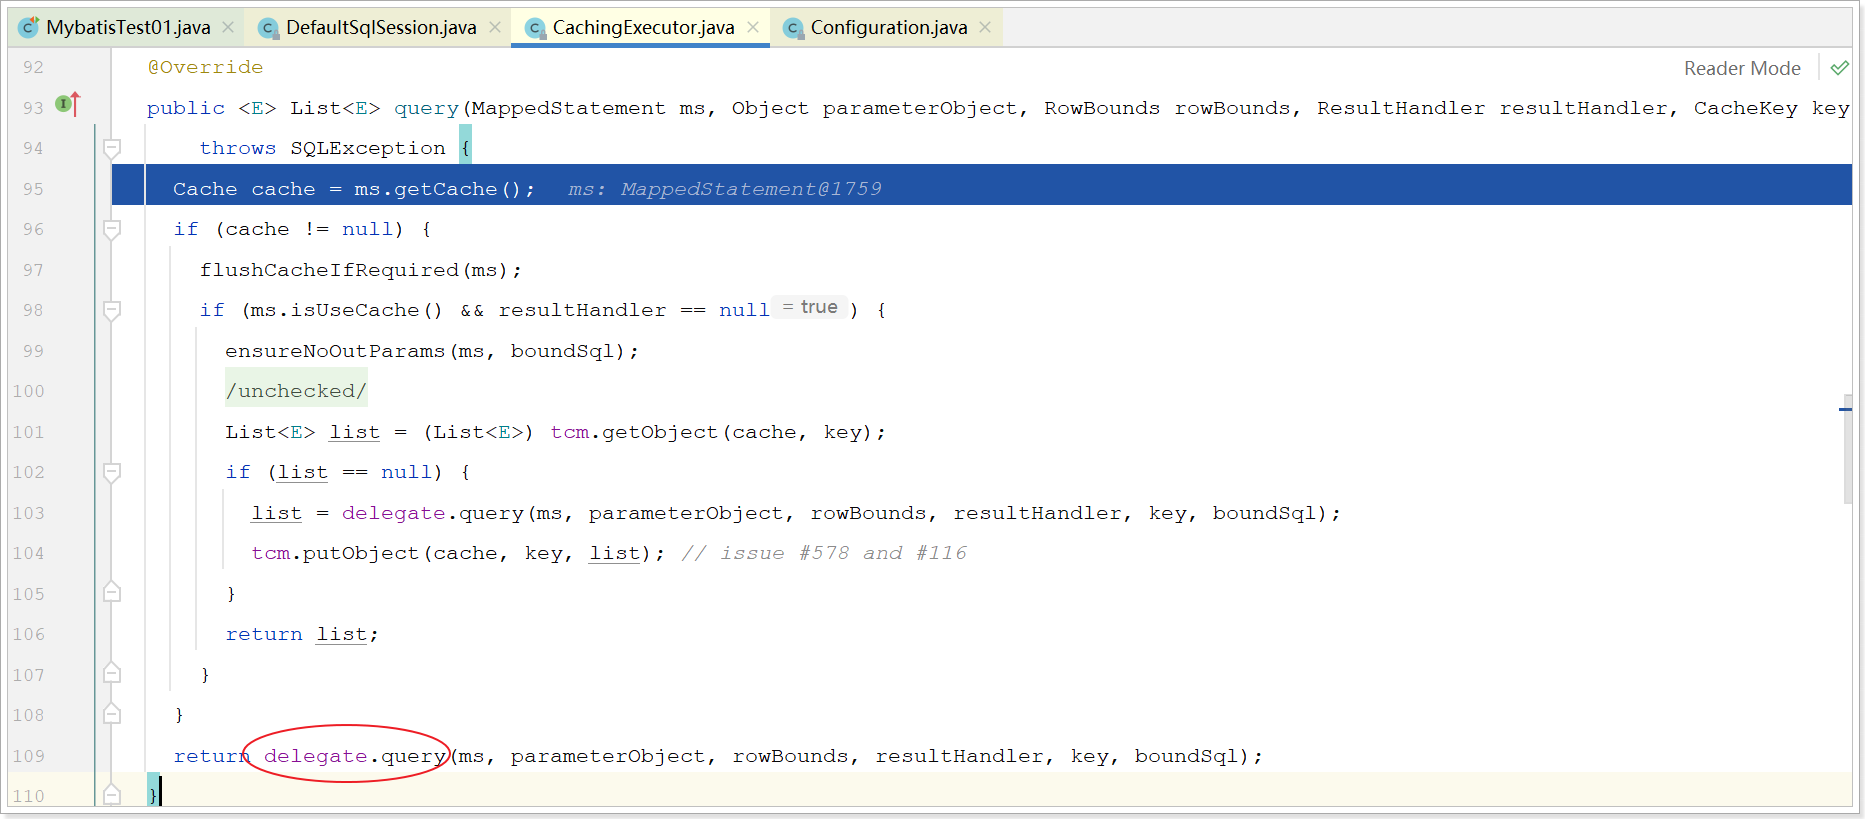 MybatisTest01.java DefaultSqlSession.java CachingExecutor.java Configuration.java
Reader Mode
92 @Override
93 public <E> List<E> query(MappedStatement ms, Object parameterObject, RowBounds rowBounds, ResultHandler resultHandler, CacheKey key
94 throws SQLException {
95 Cache cache = ms.getCache(); ms: MappedStatement@1759
96 if (cache != null) {
97 flushCacheIfRequired(ms);
98 if (ms.isUseCache() && resultHandler == null = true ) {
99 ensureNoOutParams(ms, boundSql);
100 /unchecked/
101 List<E> list = (List<E>) tcm.getObject(cache, key);
102 if (list == null) {
103 list = delegate.query(ms, parameterObject, rowBounds, resultHandler, key, boundSql);
104 tcm.putObject(cache, key, list); // issue #578 and #116
105 }
106 return list;
107 }
108 }
109 return delegate.query(ms, parameterObject, rowBounds, resultHandler, key, boundSql);
110 }